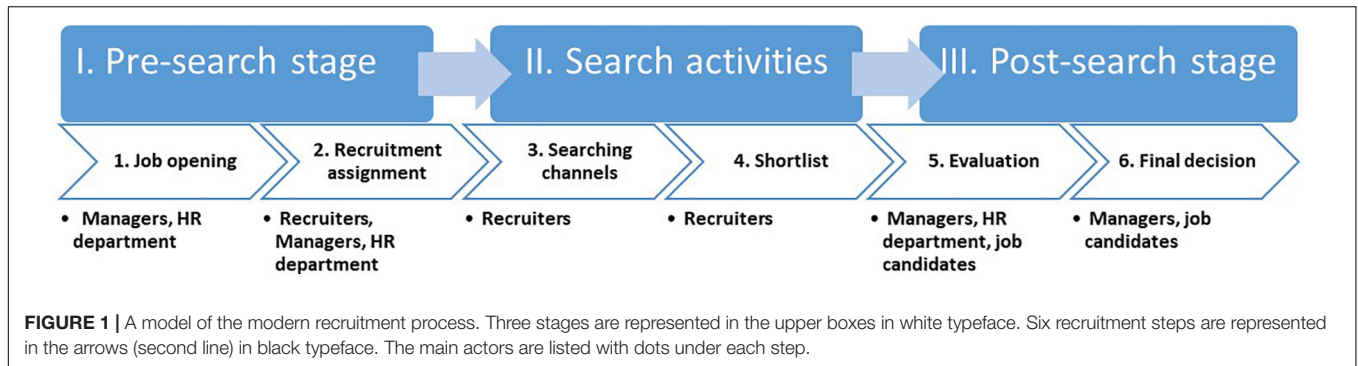 I. Pre-search stage
II. Search activities
III. Post-search stage
1. Job opening
2. Recruitment
assignment
3. Searching
channels
4. Shortlist
5. Evaluation
6. Final decision
• Managers, HR
department
• Recruiters,
Managers, HR
department
• Recruiters
• Recruiters
• Managers, HR
department, job
candidates
• Managers, job
candidates
FIGURE 1 | A model of the modern recruitment process. Three stages are represented in the upper boxes in white typeface. Six recruitment steps are represented
in the arrows (second line) in black typeface. The main actors are listed with dots under each step.